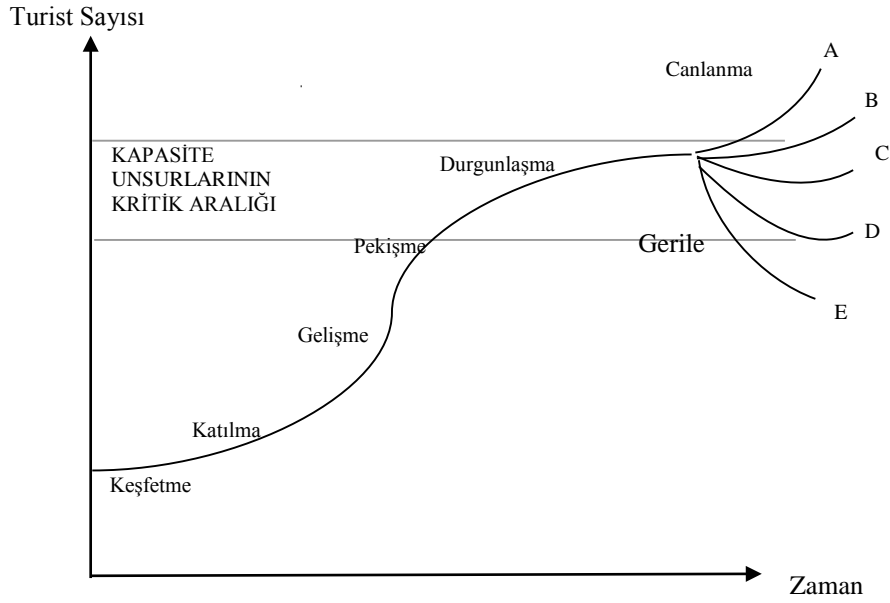 Turist Sayısı
A
Canlanma
B
KAPASİTE
UNSURLARININ
KRİTİK ARALIĞI
Durgunlaşma
C
Pekişme
Gerile
D
Gelişme
E
Katılma
Keşfetme
Zaman